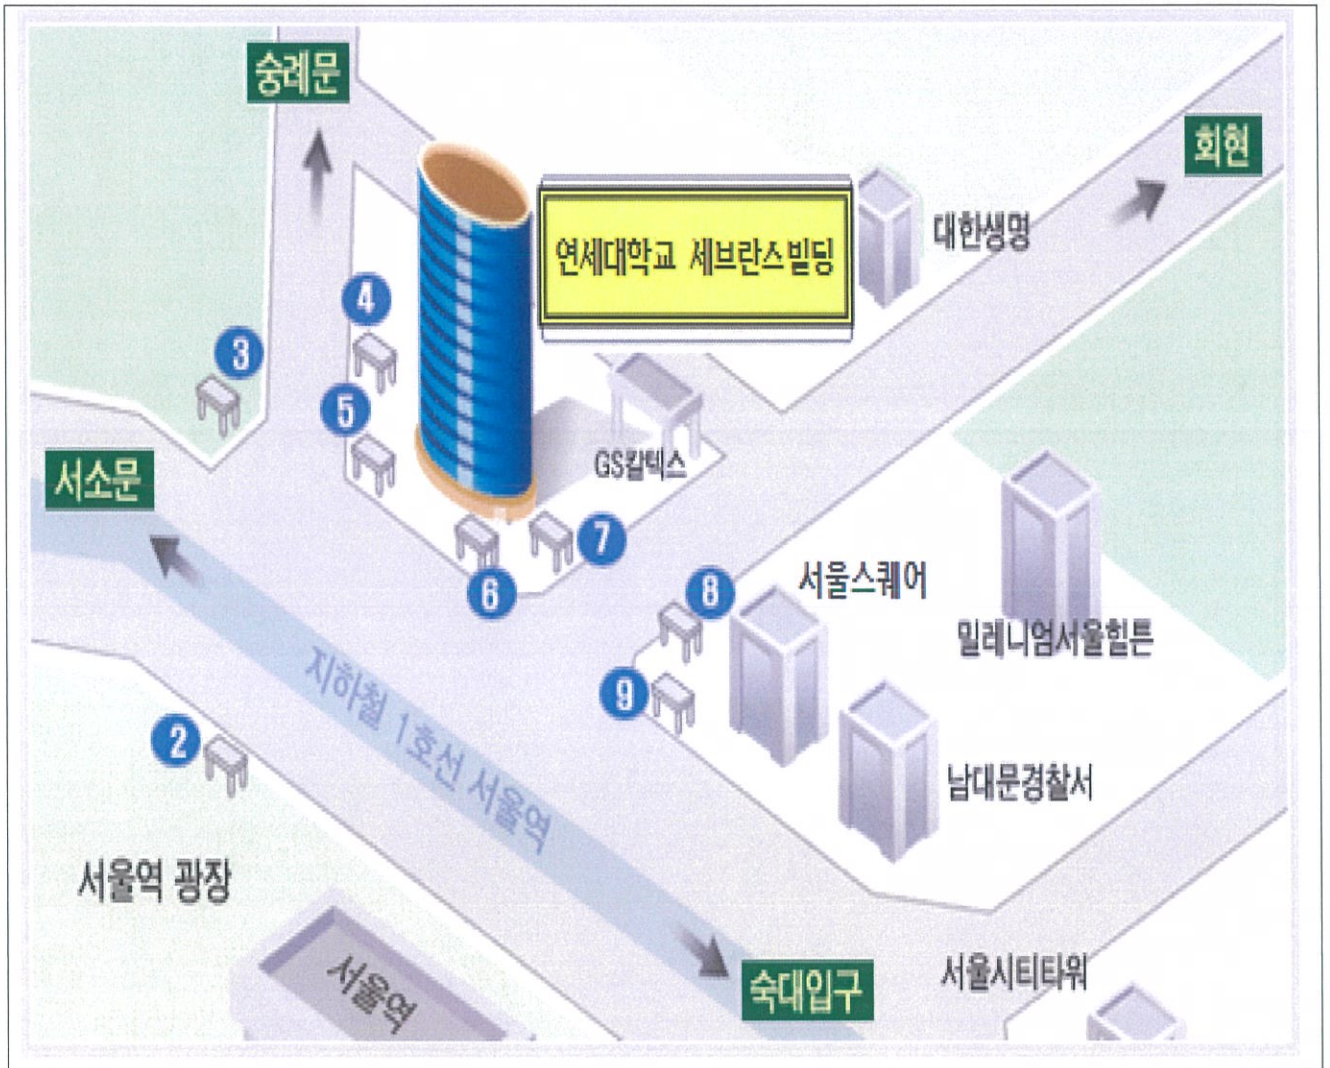 숭례문
회현
대한생명
연세대학교 세브란스빌딩
4
3
5
GS칼텍스
서소문
7
6
8
서울스퀘어
밀레니엄서울힐튼
9
지하철 1호선 서울역
2
남대문경찰서
서울역 광장
서울역
숙대입구
서울시티타워